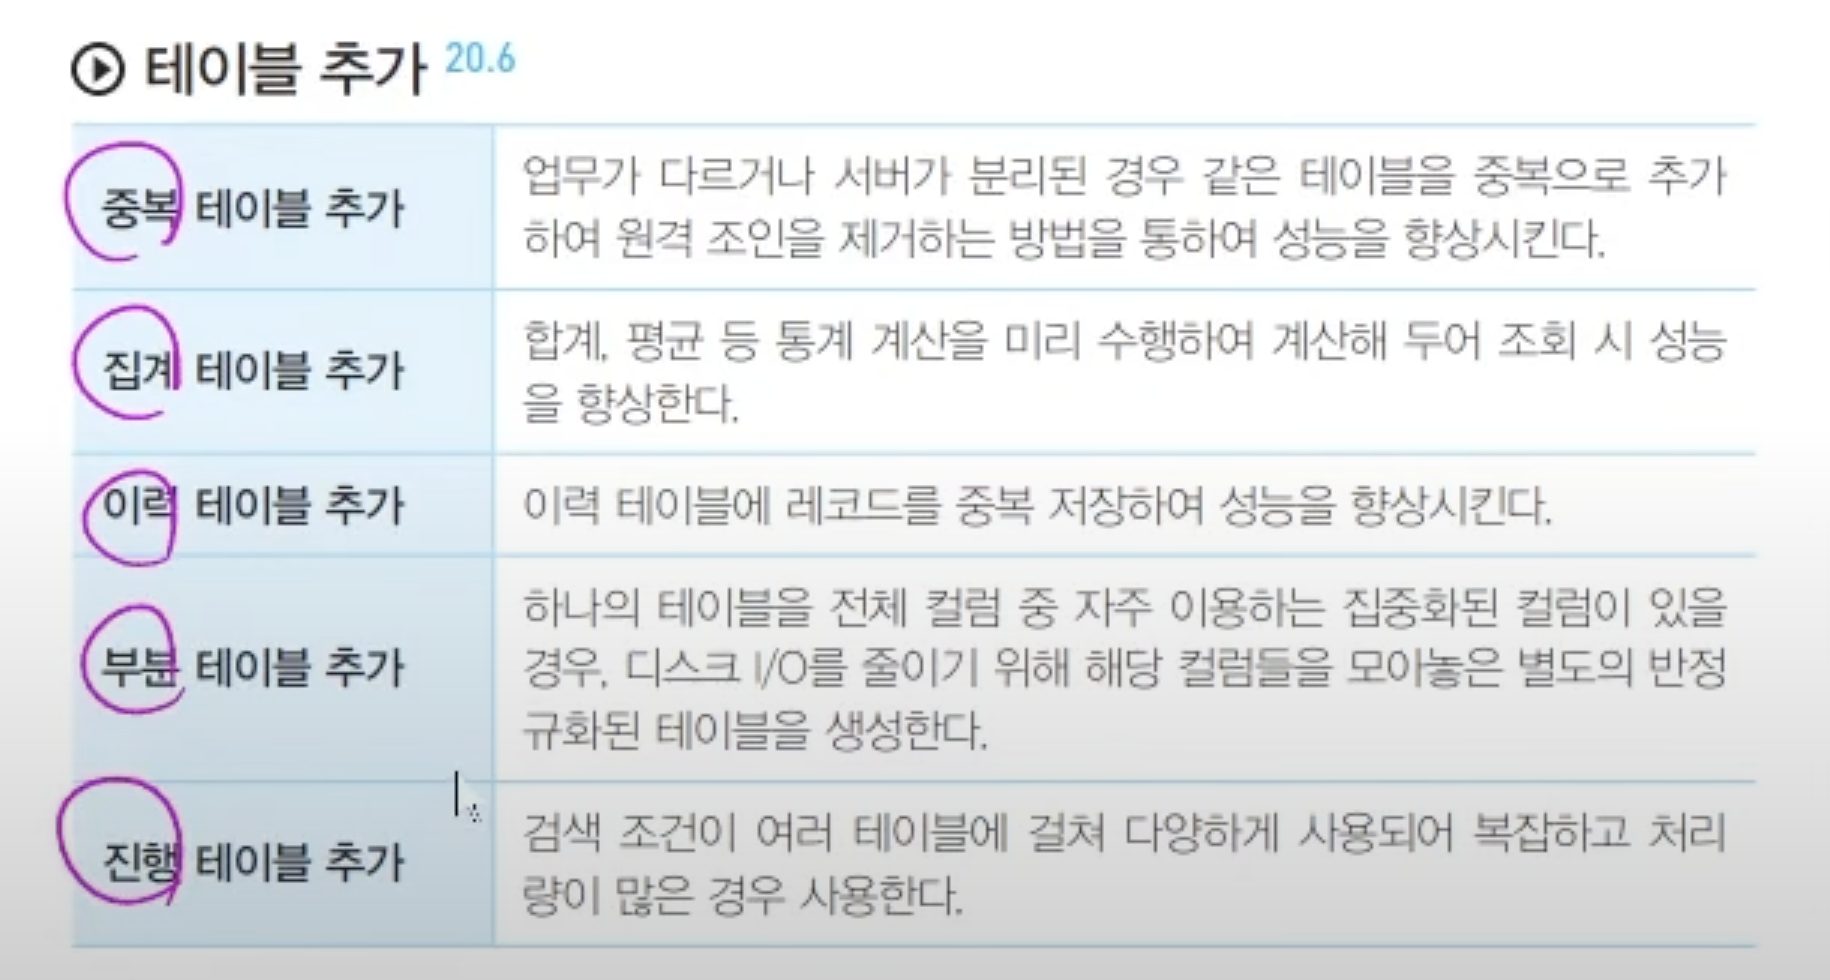 테이블 추가 20.6
중복 테이블 추가
업무가 다르거나 서버가 분리된 경우 같은 테이블을 중복으로 추가
하여 원격 조인을 제거하는 방법을 통하여 성능을 향상시킨다.
집계 테이블 추가
합계, 평균 등 통계 계산을 미리 수행하여 계산해 두어 조회 시 성능
을 향상한다.
이력 테이블 추가
이력 테이블에 레코드를 중복 저장하여 성능을 향상시킨다.
부분 테이블 추가
하나의 테이블을 전체 컬럼 중 자주 이용하는 집중화된 컬럼이 있을
경우, 디스크 I/O를 줄이기 위해 해당 컬럼들을 모아놓은 별도의 반정
규화된 테이블을 생성한다.
진행 테이블 추가
검색 조건이 여러 테이블에 걸쳐 다양하게 사용되어 복잡하고 처리
량이 많은 경우 사용한다.